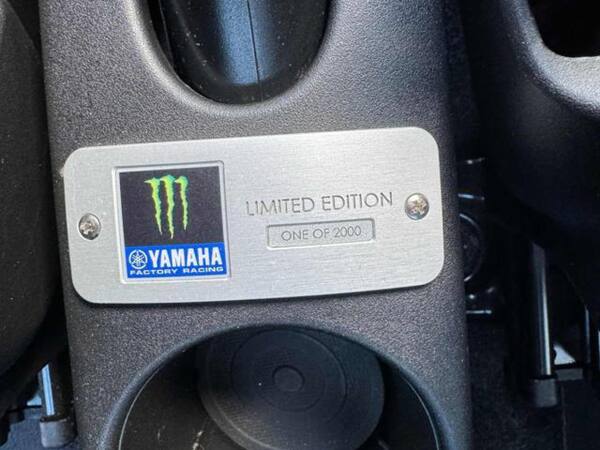 LIMITED EDITION
ONE OF 2000
YAMAHA
FACTORY RACING